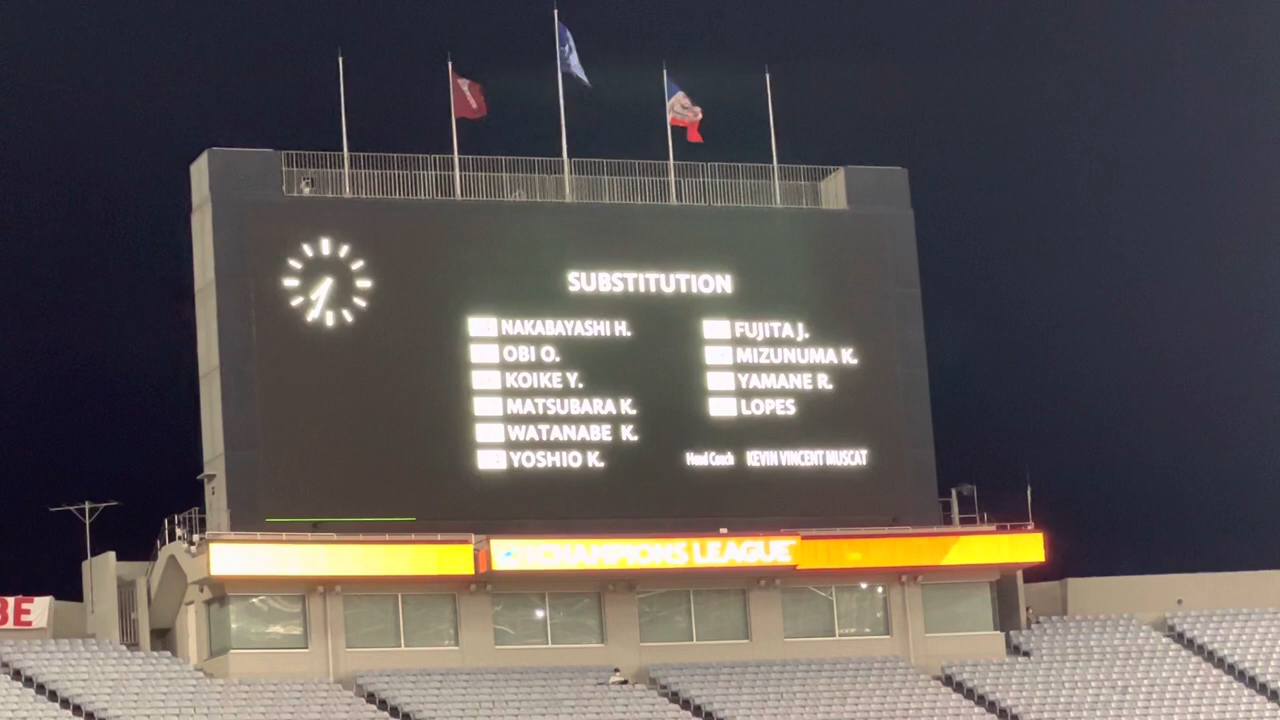 SUBSTITUTION
NAKABAYASHI H.
OBI O.
KOIKE Y.
MATSUBARA K.
WATANABE K.
YOSHIO K.
FUJITA J.
MIZUNUMA K.
YAMANE R.
LOPES
Head Coach KEVIN VINCENT MUSCAT
CHAMPIONS LEAGUE
BE